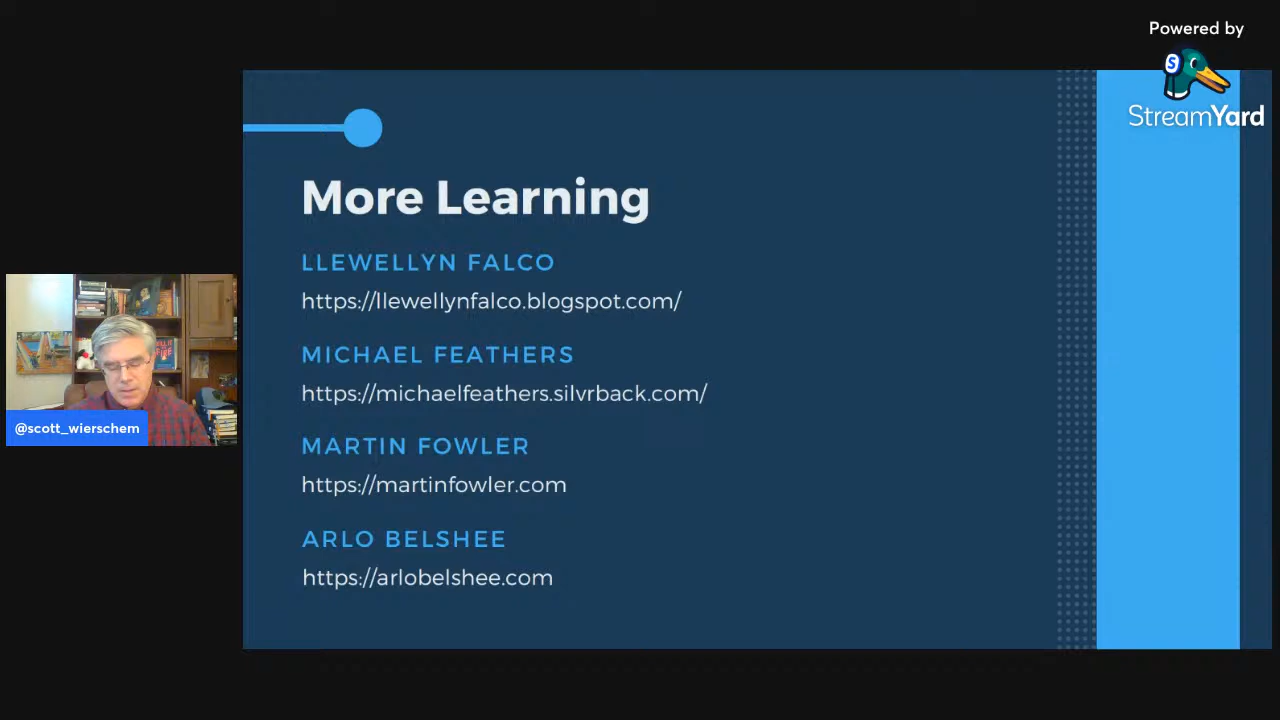 Powered by
StreamYard
More Learning
LLEWELLYN FALCO
https://llewellynfalco.blogspot.com/
MICHAEL FEATHERS
https://michaelfeathers.silvrback.com/
MARTIN FOWLER
https://martinfowler.com
ARLO BELSHEE
https://arlobelshee.com
@scott_wierschem